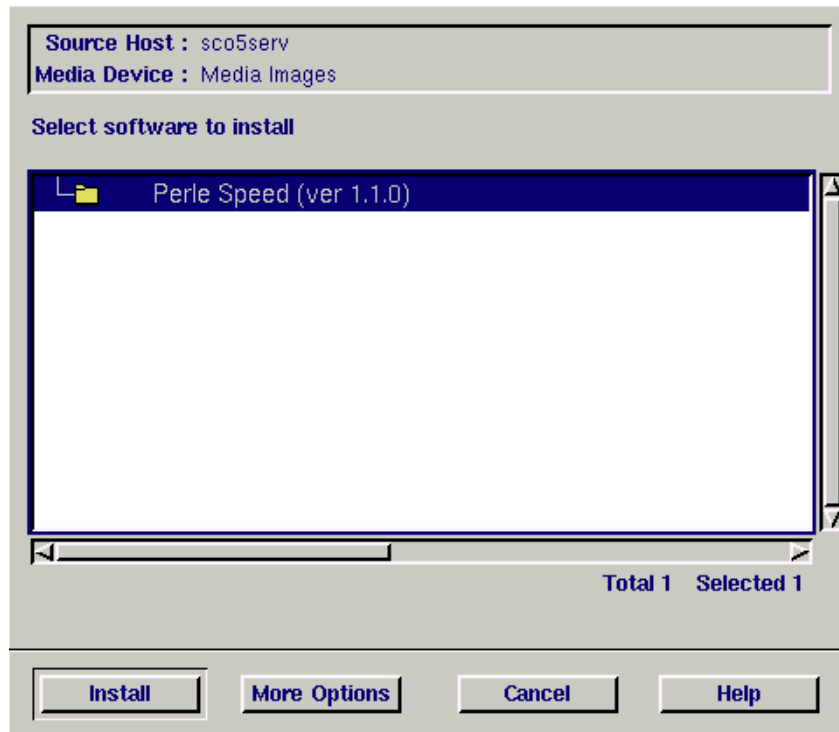 Source Host : sco5serv
Media Device : Media Images
Select software to install
Perle Speed (ver 1.1.0)
Total 1 Selected 1
Install More Options Cancel Help